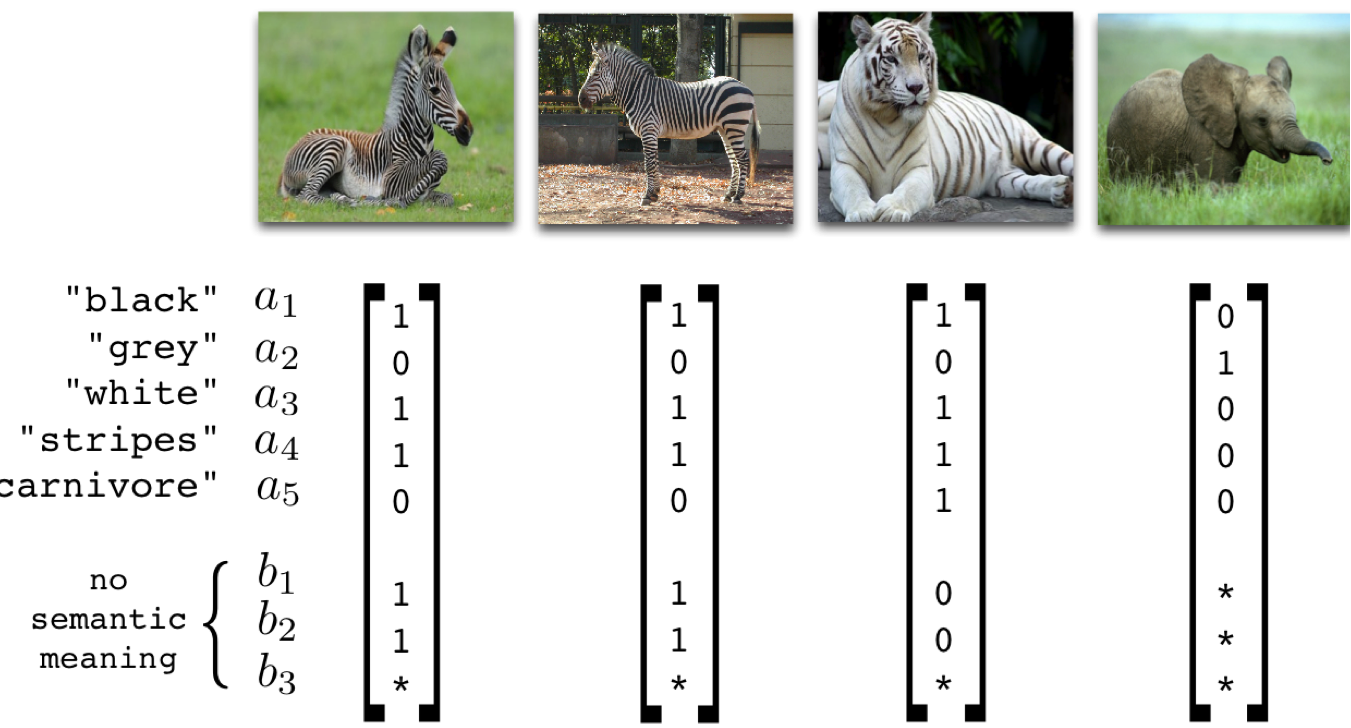 "black" a1 1 1 1 0
"grey" a2 0 0 0 1
"white" a3 1 1 1 0
"stripes" a4 1 1 1 0
carnivore" a5 0 0 1 0
no
semantic
meaning
b1 1 1 0 *
b2 1 1 0 *
b3 * * * *